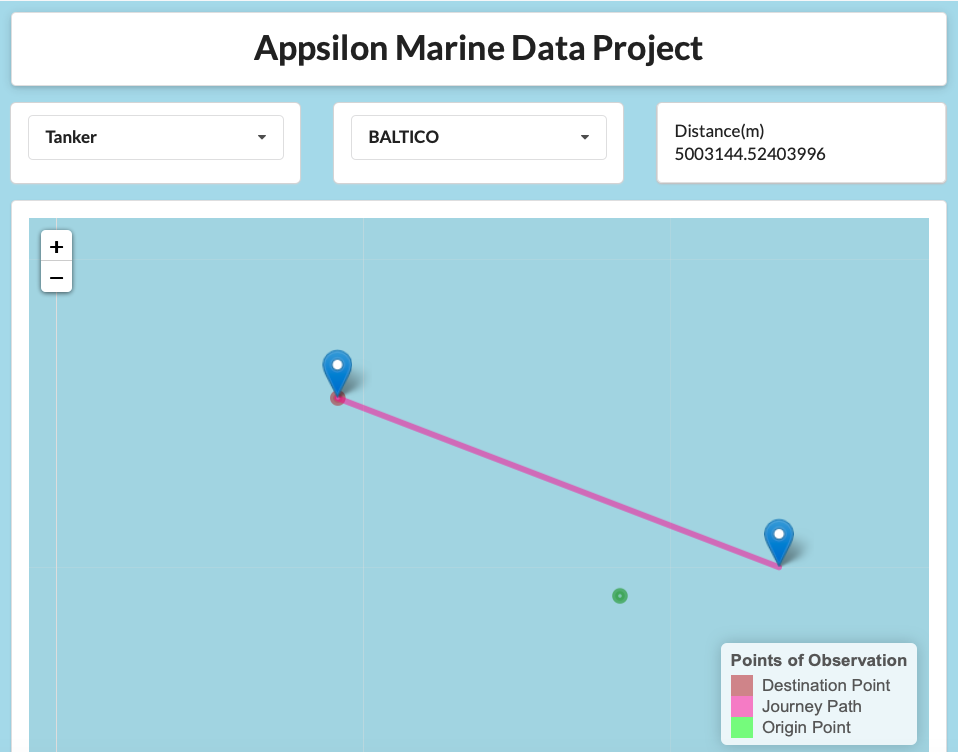 Appsilon Marine Data Project
Tanker
BALTICO
Distance(m)
5003144.52403996
+
−
Points of Observation
Destination Point
Journey Path
Origin Point